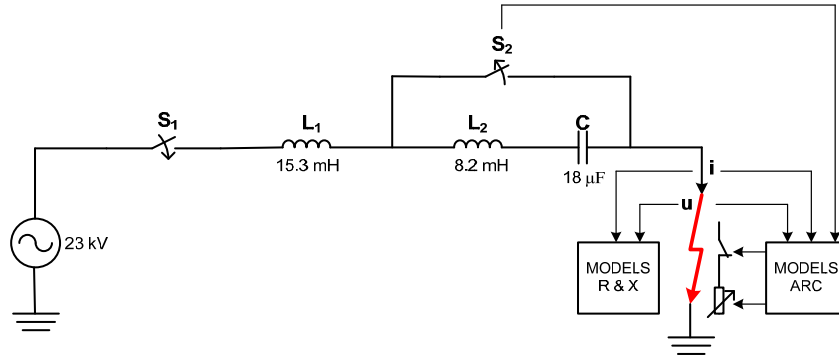 S₂
S₁
L₁
15.3 mH
L₂
8.2 mH
C
18 μF
i
u
23 kV
MODELS
R & X
MODELS
ARC